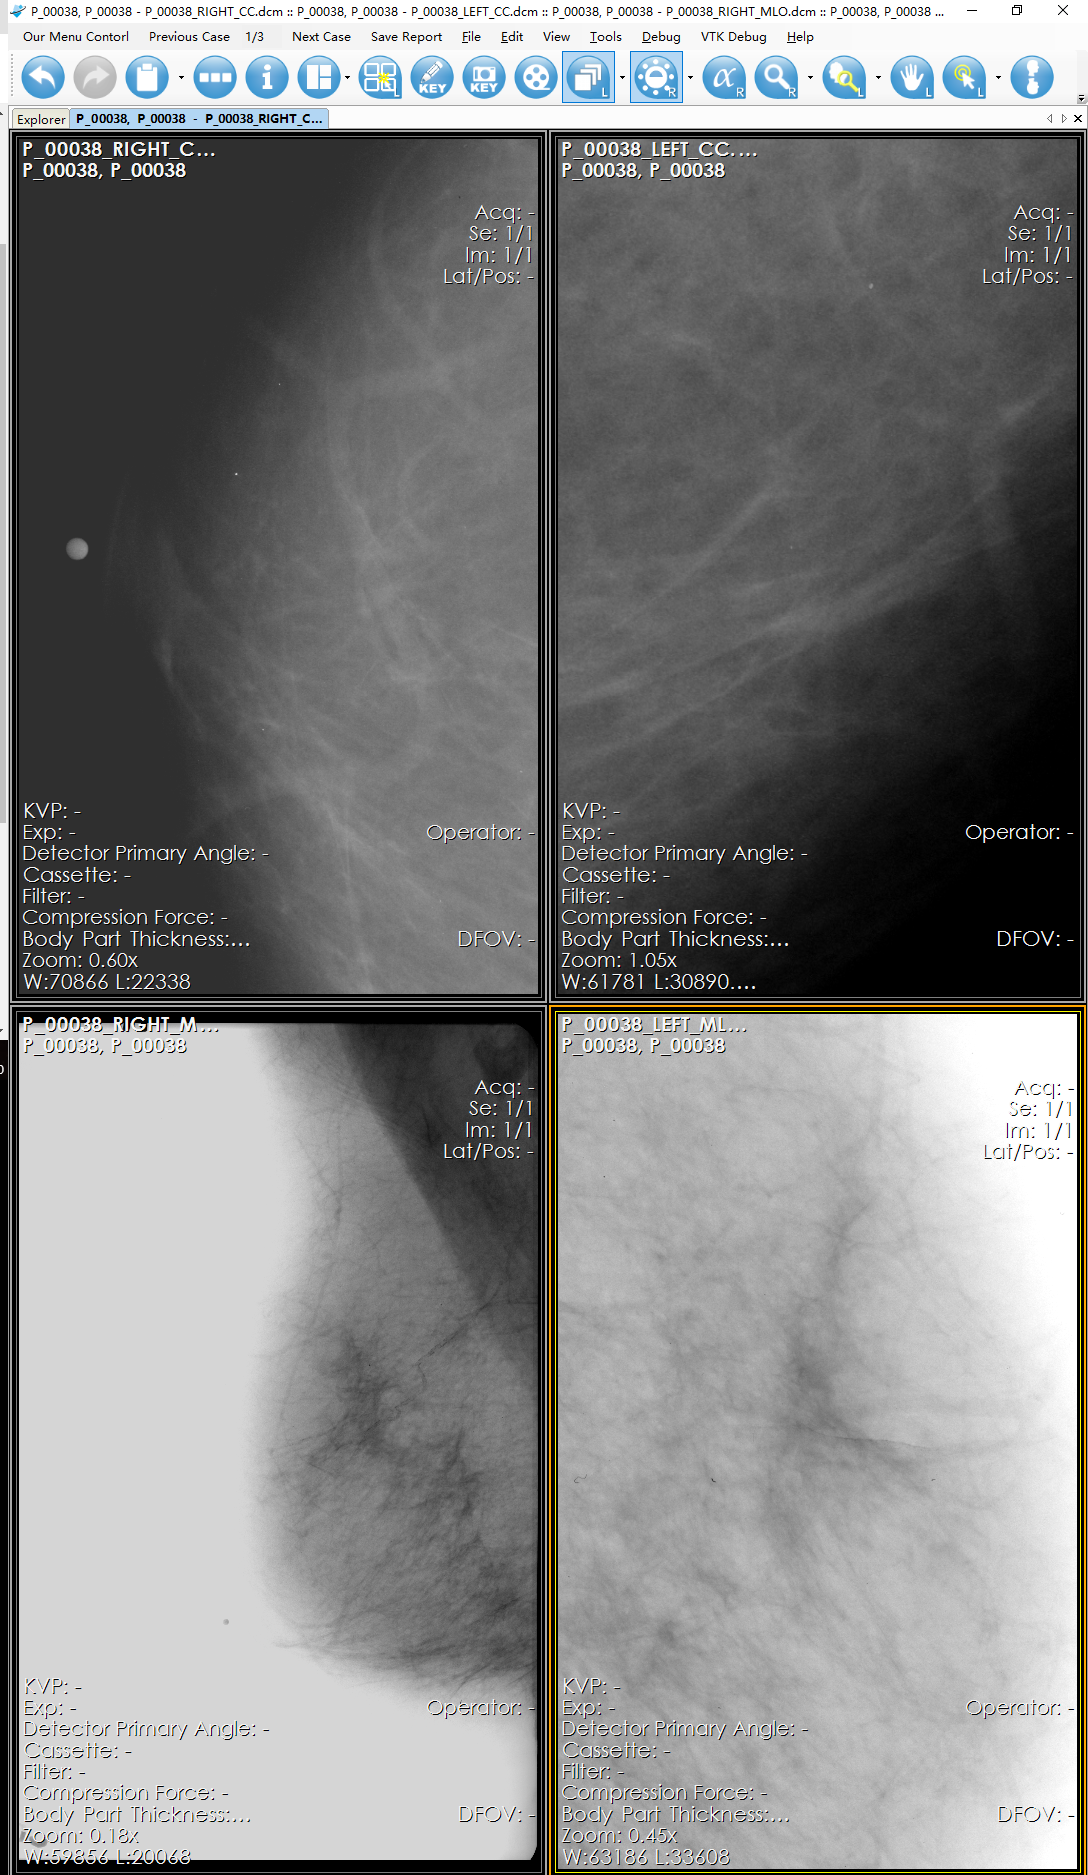 P_00038, P_00038 - P_00038_RIGHT_CC.dcm :: P_00038, P_00038 - P_00038_LEFT_CC.dcm :: P_00038, P_00038 - P_00038_RIGHT_MLO.dcm :: P_00038, P_00038 ...
Our Menu Contorl Previous Case 1/3 Next Case Save Report File Edit View Tools Debug VTK Debug Help
KEY KEY
L L R R R L L L
Explorer P_00038, P_00038 - P_00038_RIGHT_C...
P_00038_RIGHT_C...
P_00038, P_00038
Acq: -
Se: 1/1
Im: 1/1
Lat/Pos: -
KVP: -
Exp: -
Operator: -
Detector Primary Angle: -
Cassette: -
Filter: -
Compression Force: -
Body Part Thickness:...
DFOV: -
Zoom: 0.60x
W:70866 L:22338
P_00038_LEFT_CC....
P_00038, P_00038
Acq: -
Se: 1/1
Im: 1/1
Lat/Pos: -
KVP: -
Exp: -
Operator: -
Detector Primary Angle: -
Cassette: -
Filter: -
Compression Force: -
Body Part Thickness:...
DFOV: -
Zoom: 1.05x
W:61781 L:30890....
P_00038_RIGHT_M...
P_00038, P_00038
Acq: -
Se: 1/1
Im: 1/1
Lat/Pos: -
KVP: -
Exp: -
Operator: -
Detector Primary Angle: -
Cassette: -
Filter: -
Compression Force: -
Body Part Thickness:...
DFOV: -
Zoom: 0.18x
W:59856 L:20068
P_00038_LEFT_ML...
P_00038, P_00038
Acq: -
Se: 1/1
Im: 1/1
Lat/Pos: -
KVP: -
Exp: -
Operator: -
Detector Primary Angle: -
Cassette: -
Filter: -
Compression Force: -
Body Part Thickness:...
DFOV: -
Zoom: 0.45x
W:63186 L:33608